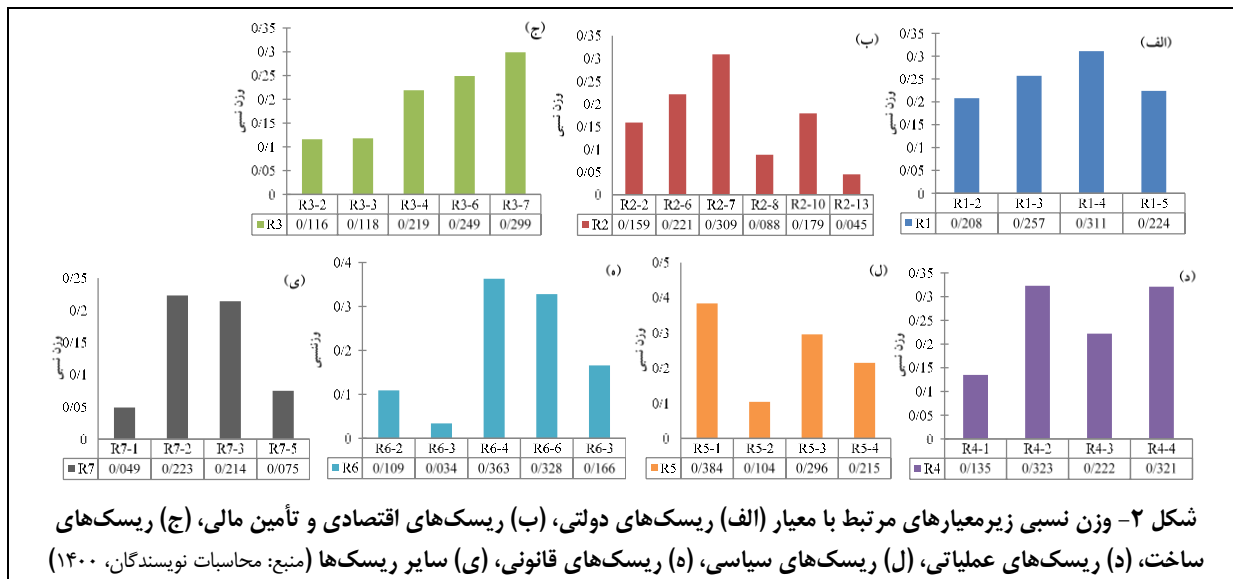 (الف)
وزن نسبی
0/35
0/3
0/25
0/2
0/15
0/1
0/05
0
R1-2 R1-3 R1-4 R1-5
R1 0/208 0/257 0/311 0/224
(ب)
وزن نسبی
0/35
0/3
0/25
0/2
0/15
0/1
0/05
0
R2-2 R2-6 R2-7 R2-8 R2-10 R2-13
R2 0/159 0/221 0/309 0/088 0/179 0/045
(ج)
وزن نسبی
0/35
0/3
0/25
0/2
0/15
0/1
0/05
0
R3-2 R3-3 R3-4 R3-6 R3-7
R3 0/116 0/118 0/219 0/249 0/299
(د)
وزن نسبی
0/35
0/3
0/25
0/2
0/15
0/1
0/05
0
R4-1 R4-2 R4-3 R4-4
R4 0/135 0/323 0/222 0/321
(ل)
وزن نسبی
0/5
0/4
0/3
0/2
0/1
0
R5-1 R5-2 R5-3 R5-4
R5 0/384 0/104 0/296 0/215
(ه)
وزننسبی
0/4
0/3
0/2
0/1
0
R6-2 R6-3 R6-4 R6-6 R6-3
R6 0/109 0/034 0/363 0/328 0/166
(ی)
وزن نسبی
0/25
0/2
0/15
0/1
0/05
0
R7-1 R7-2 R7-3 R7-5
R7 0/049 0/223 0/214 0/075
شکل ۲- وزن نسبی زیرمعیارهای مرتبط با معیار (الف) ریسک‌های دولتی، (ب) ریسک‌های اقتصادی و تأمین مالی، (ج) ریسک‌های
ساخت، (د) ریسک‌های عملیاتی، (ل) ریسک‌های سیاسی، (ه) ریسک‌های قانونی، (ی) سایر ریسک‌ها (منبع: محاسبات نویسندگان، ۱۴۰۰)